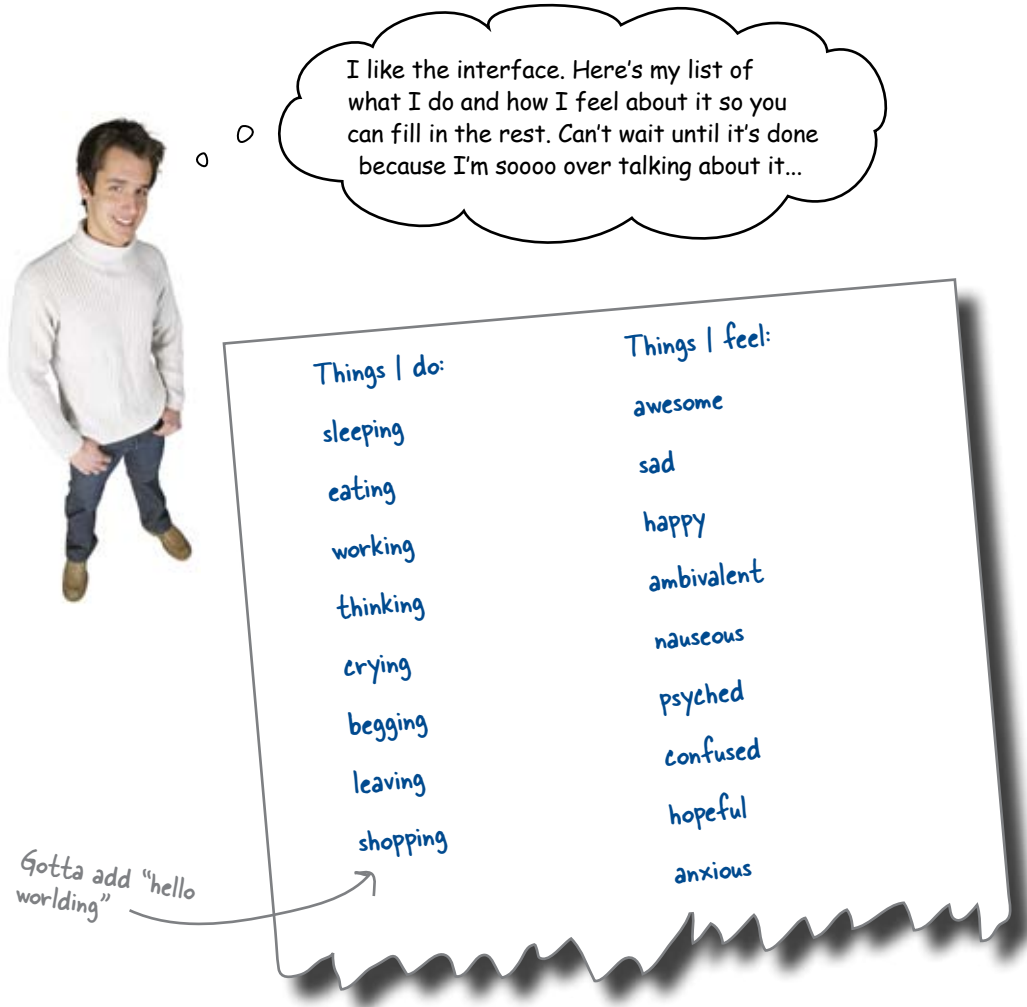 I like the interface. Here's my list of
what I do and how I feel about it so you
can fill in the rest. Can't wait until it's done
because I'm soooo over talking about it...
Things I do:
sleeping
eating
working
thinking
crying
begging
leaving
shopping
Things I feel:
awesome
sad
happy
ambivalent
nauseous
psyched
confused
hopeful
anxious
Gotta add "hello
worlding"